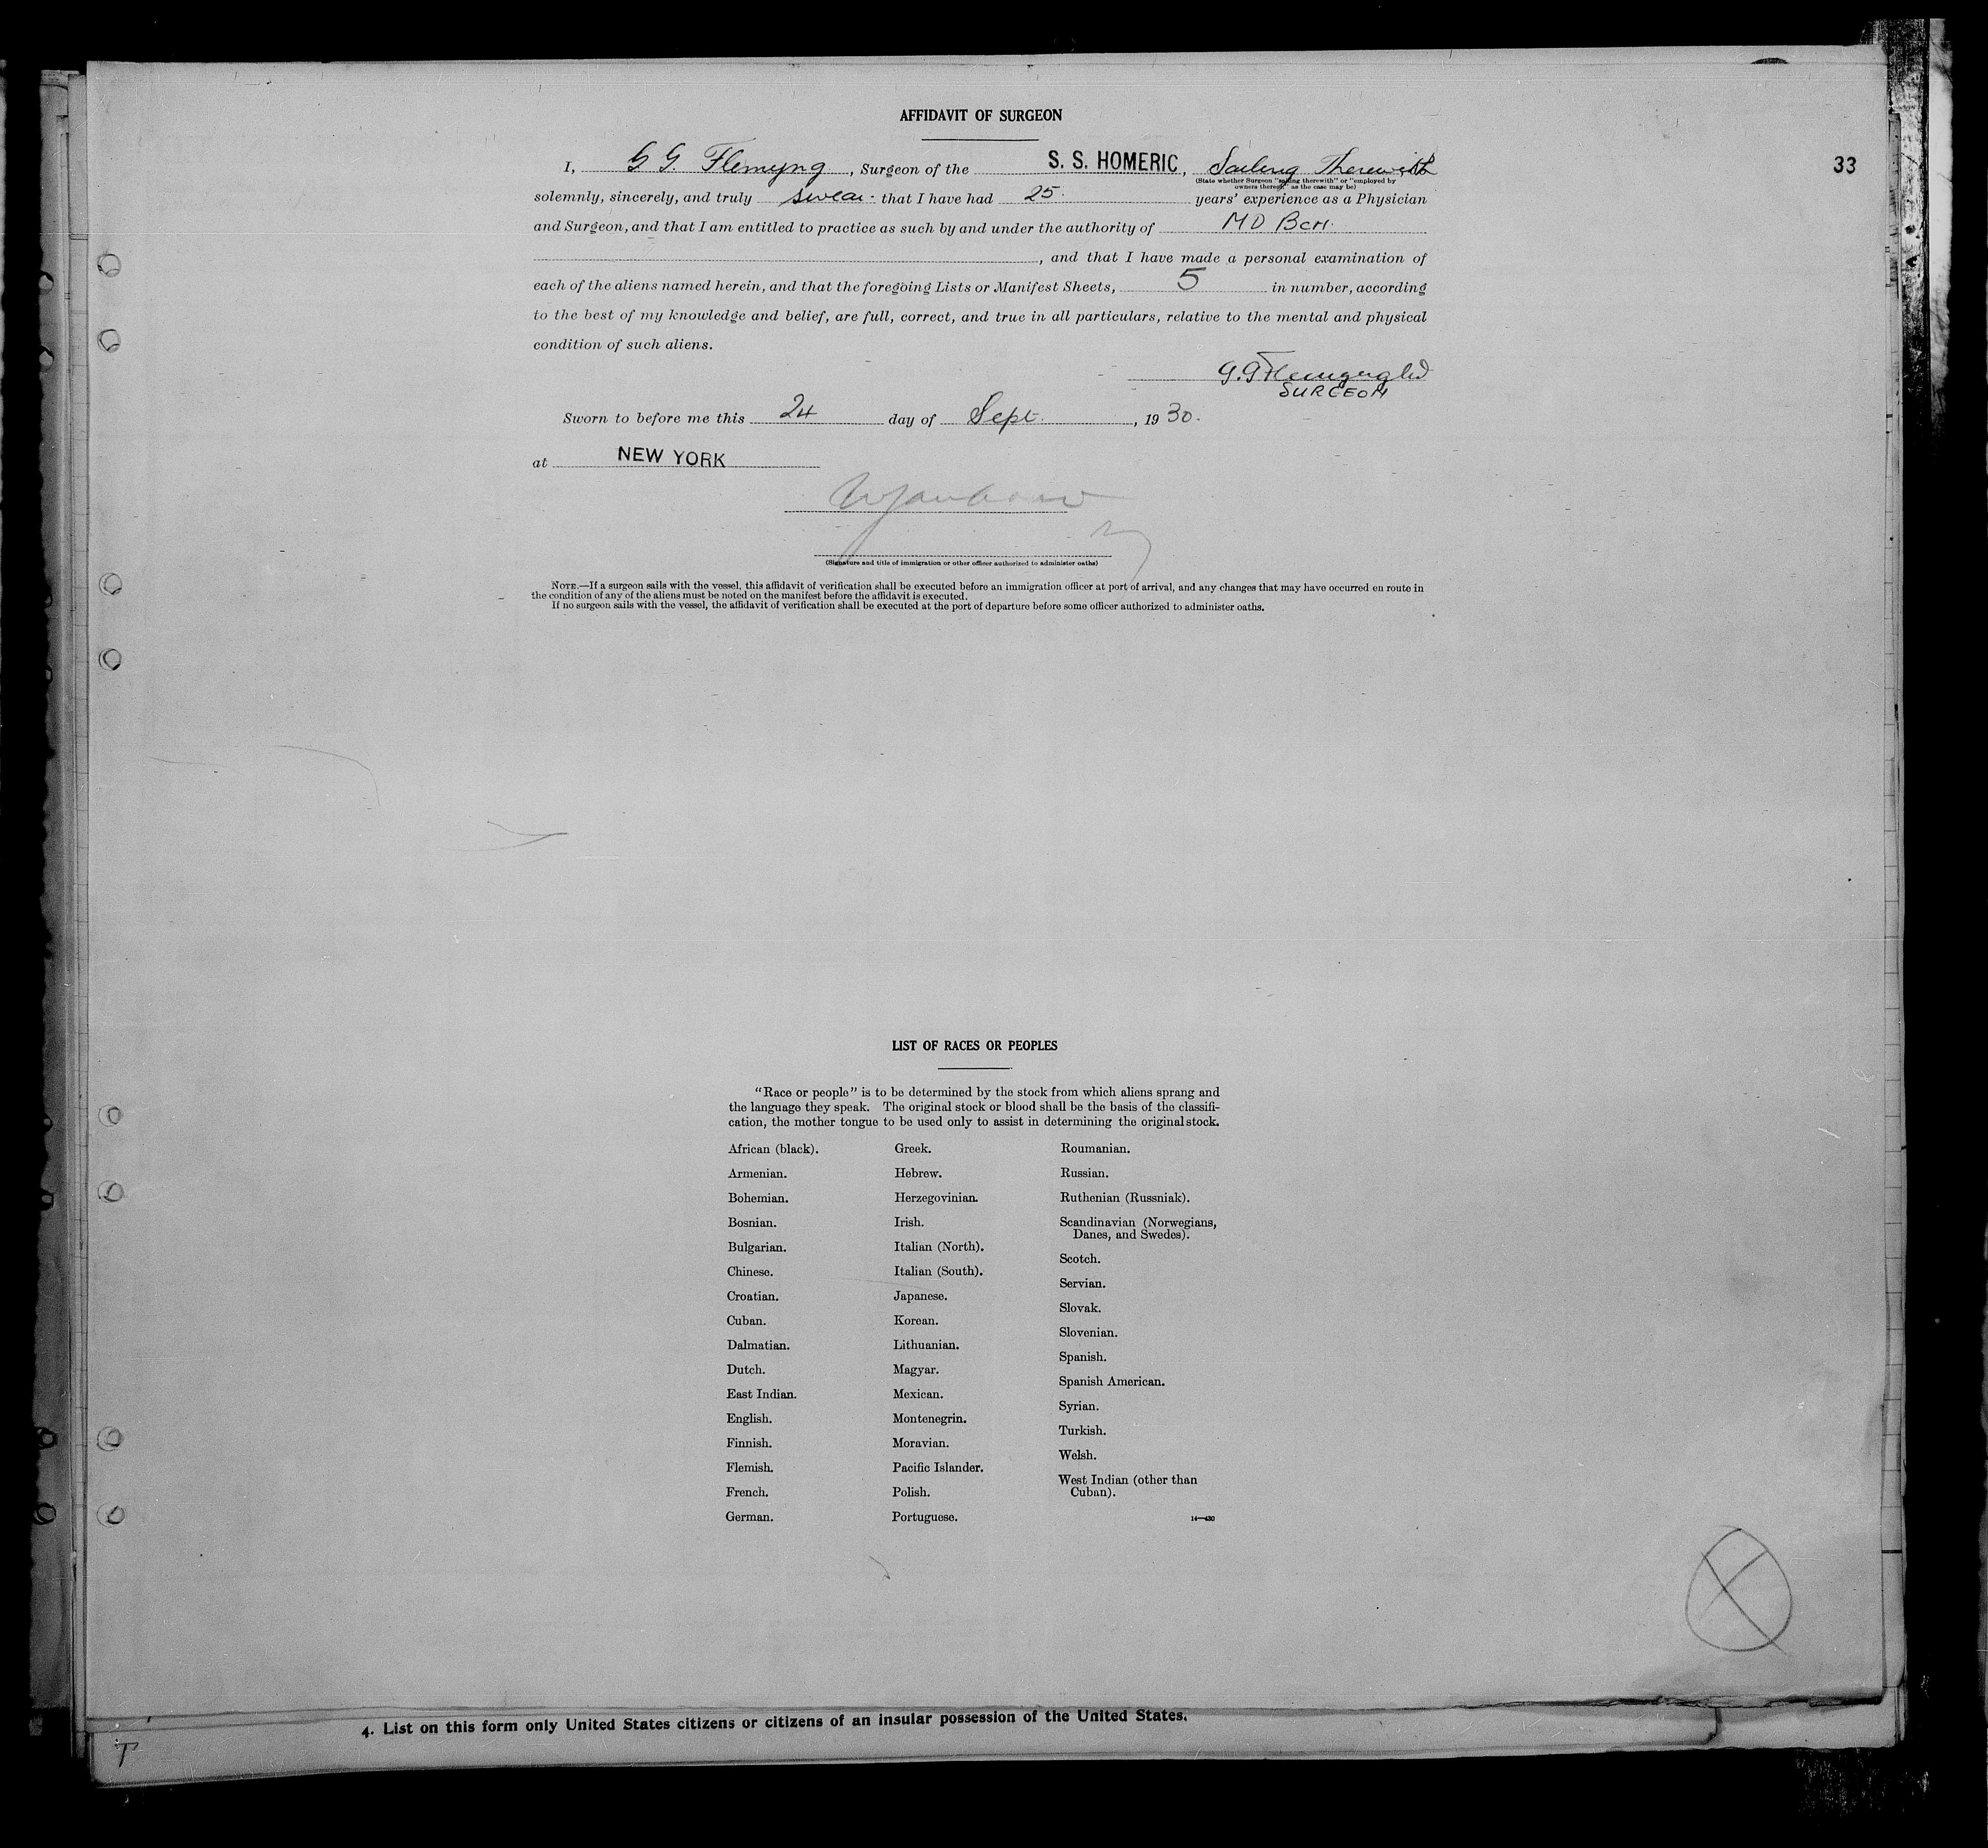 AFFIDAVIT OF SURGEON
33
I, G G. Flemyng, Surgeon of the S. S. HOMERIC, Sailing Therewith
(State whether Surgeon "sailing therewith" or "employed by
owners thereof," as the case may be)
solemnly, sincerely, and truly swear that I have had 25 years' experience as a Physician
and Surgeon, and that I am entitled to practice as such by and under the authority of M D
, and that I have made a personal examination of
each of the aliens named herein, and that the foregoing Lists or Manifest Sheets, 5 in number, according
to the best of my knowledge and belief, are full, correct, and true in all particulars, relative to the mental and physical
condition of such aliens.
G. G Flemyng
SURGEON
Sworn to before me this 24 day of Sept., 1930.
at NEW YORK
(Signature and title of immigration or other officer authorized to administer oaths)
NOTE.—If a surgeon sails with the vessel, this affidavit of verification shall be executed before an immigration officer at port of arrival, and any changes that may have occurred en route in
the condition of any of the aliens must be noted on the manifest before the affidavit is executed.
If no surgeon sails with the vessel, the affidavit of verification shall be executed at the port of departure before some officer authorized to administer oaths.
LIST OF RACES OR PEOPLES
"Race or people" is to be determined by the stock from which aliens sprang and
the language they speak. The original stock or blood shall be the basis of the classifi-
cation, the mother tongue to be used only to assist in determining the original stock.
African (black).
Armenian.
Bohemian.
Bosnian.
Bulgarian.
Chinese.
Croatian.
Cuban.
Dalmatian.
Dutch.
East Indian.
English.
Finnish.
Flemish.
French.
German.
Greek.
Hebrew.
Herzegovinian.
Irish.
Italian (North).
Italian (South).
Japanese.
Korean.
Lithuanian.
Magyar.
Mexican.
Montenegrin.
Moravian.
Pacific Islander.
Polish.
Portuguese.
Roumanian.
Russian.
Ruthenian (Russniak).
Scandinavian (Norwegians,
Danes, and Swedes).
Scotch.
Servian.
Slovak.
Slovenian.
Spanish.
Spanish American.
Syrian.
Turkish.
Welsh.
West Indian (other than
Cuban).
14—430
4. List on this form only United States citizens or citizens of an insular possession of the United States.
T